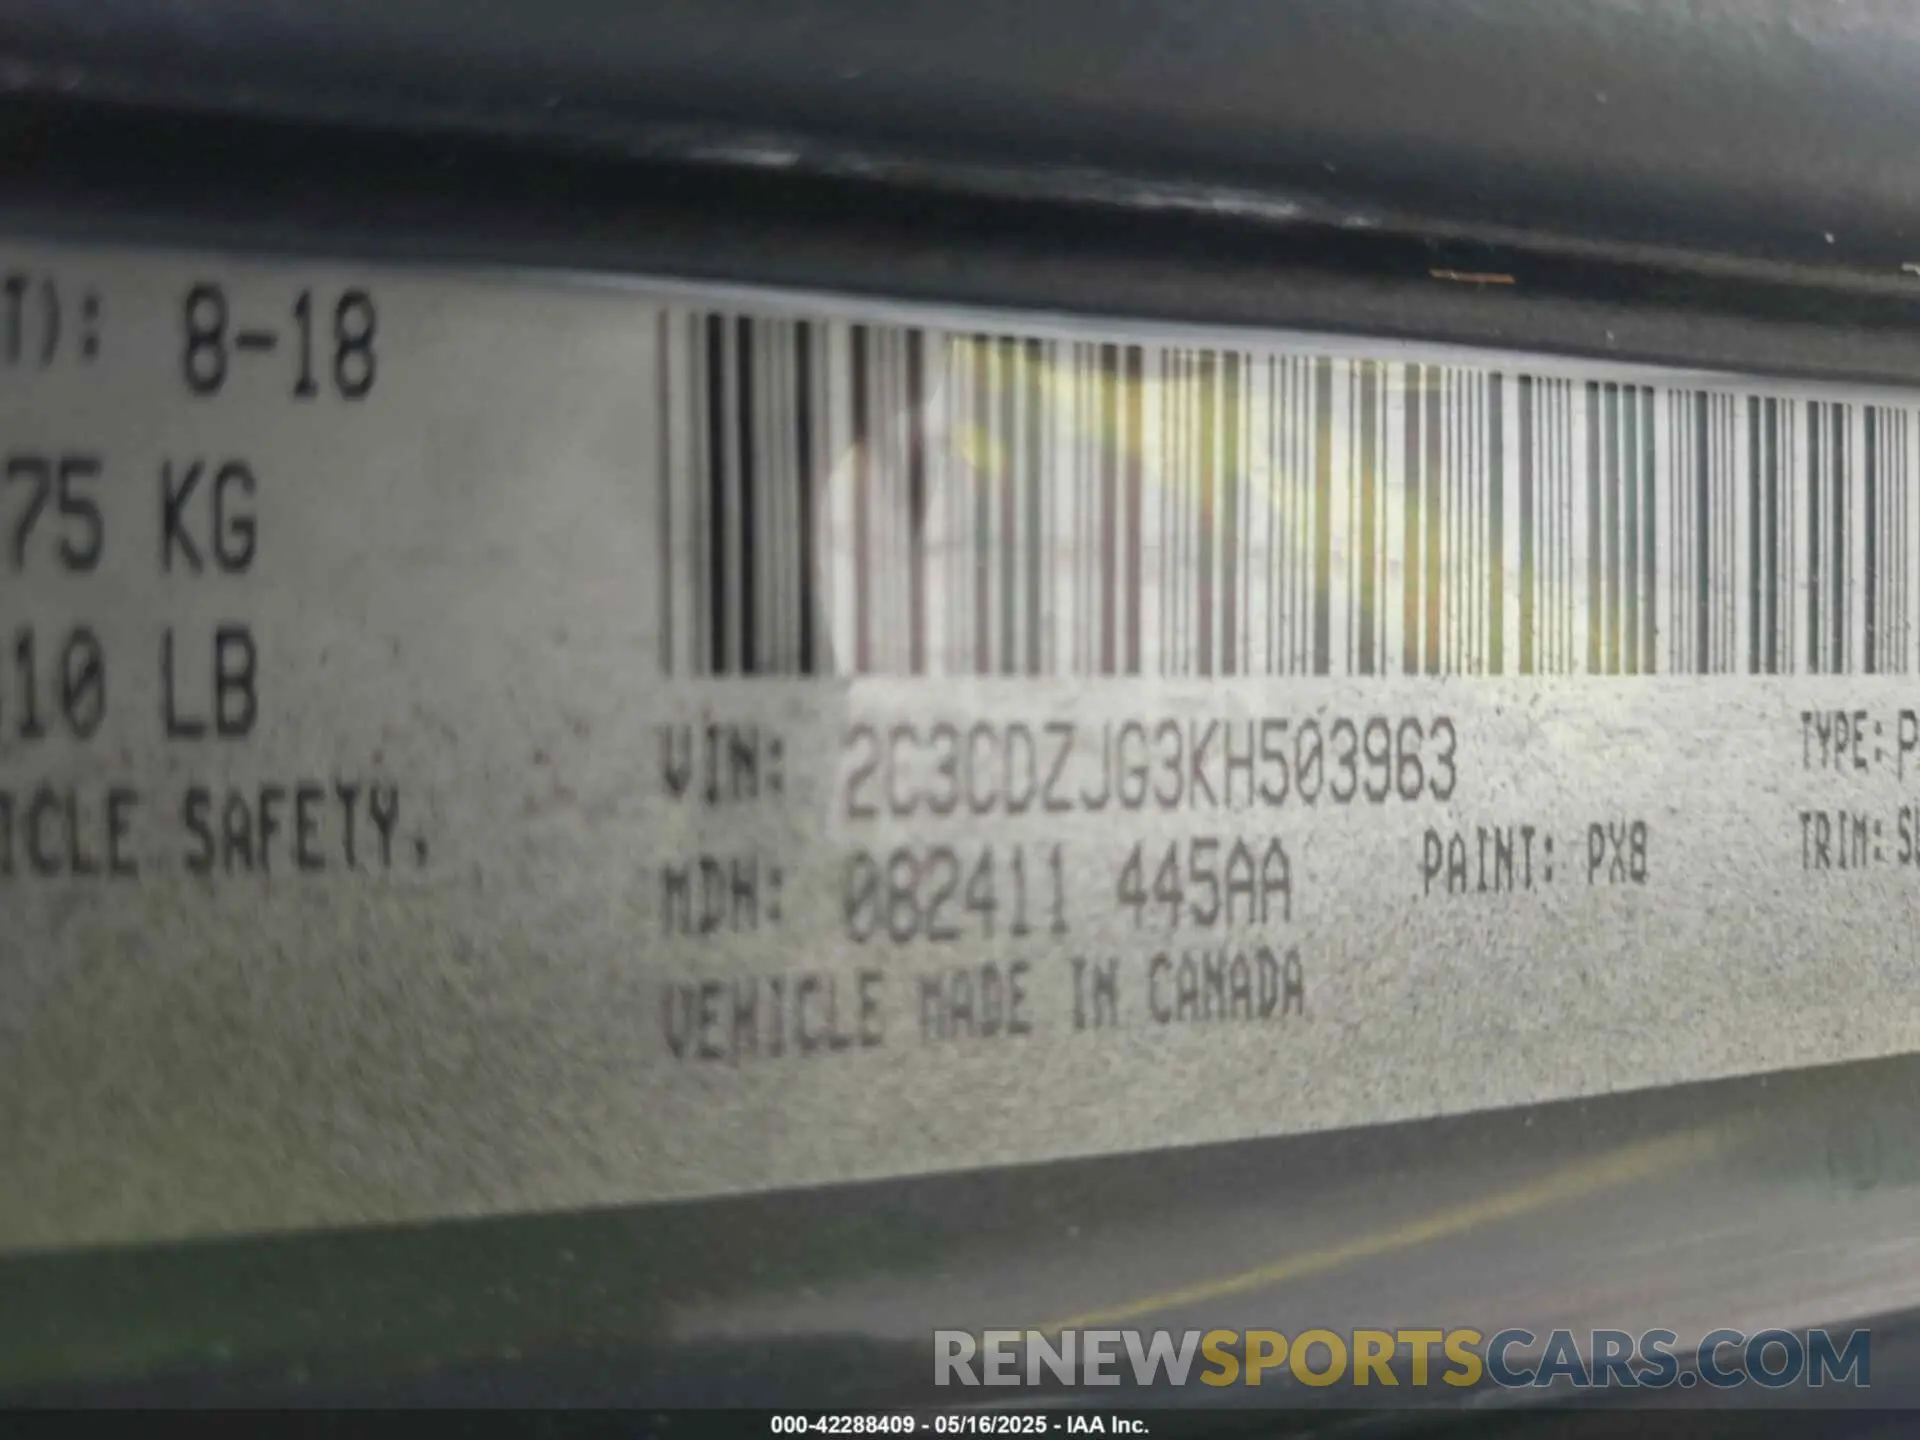 T): 8-18
75 KG
10 LB
ICLE SAFETY.
VIN: 2C3CDZJG3KH503963
TYPE: P
MDH: 082411 445AA
PAINT: PX8
TRIM:
VEHICLE MADE IN CANADA
RENEWSPORTSCARS.COM
000-42288409 - 05/16/2025 - IAA Inc.